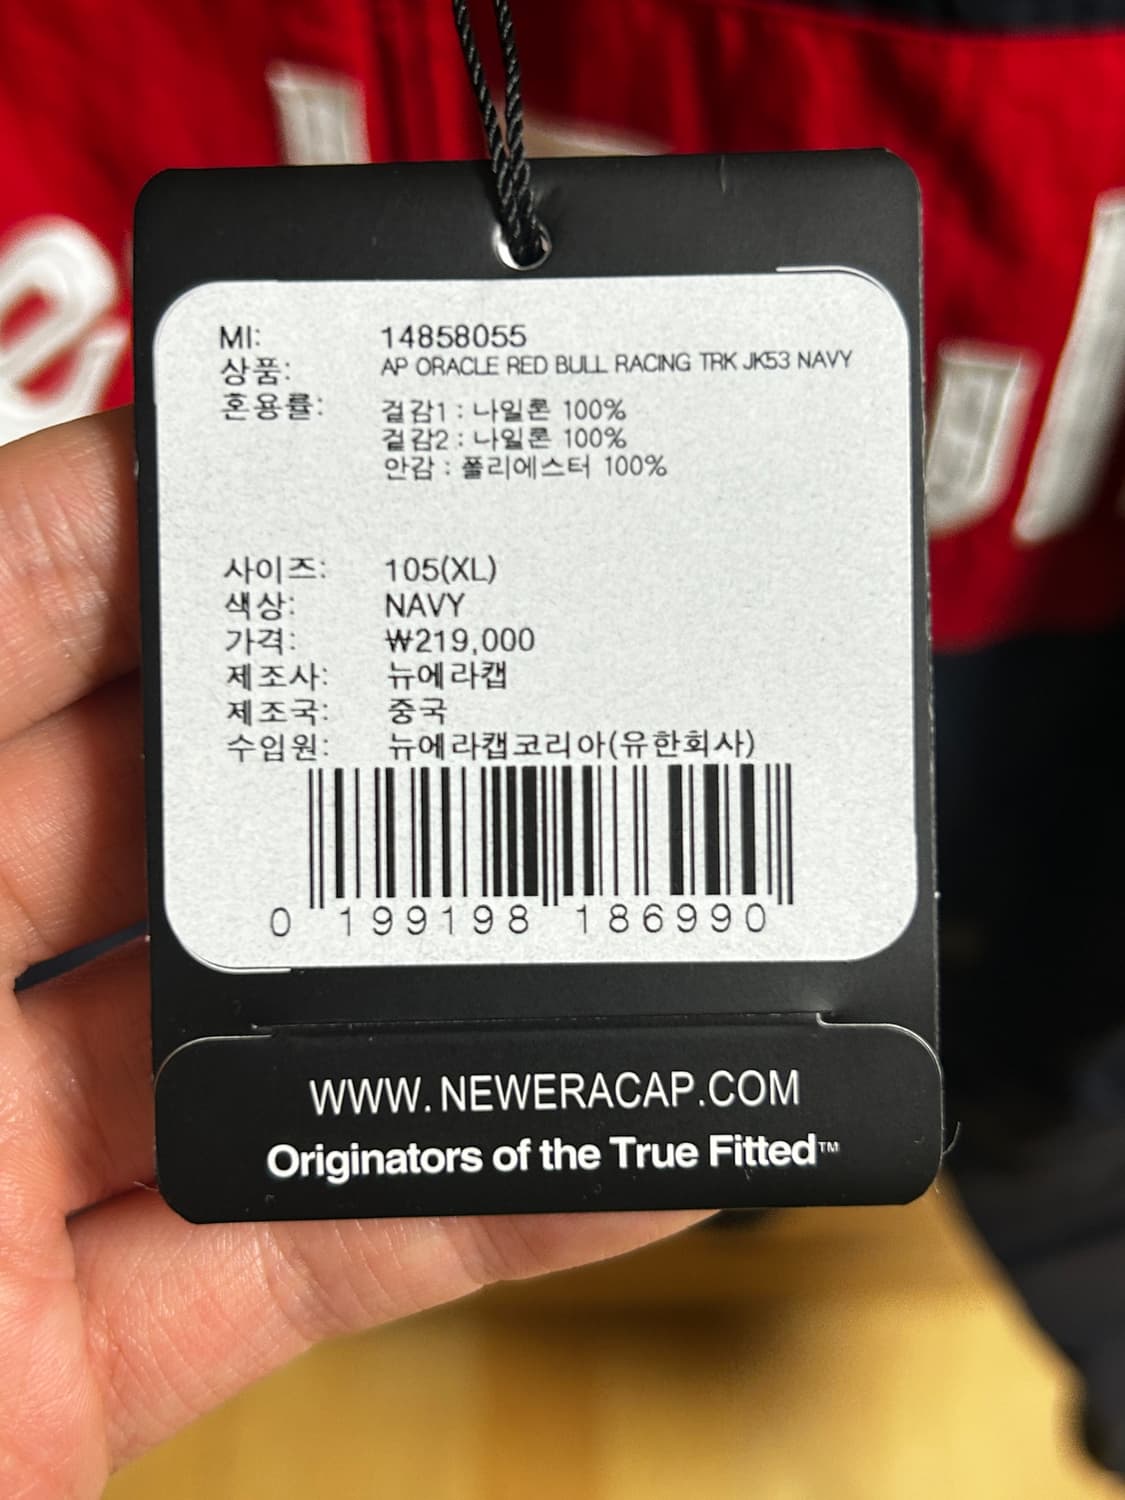 MI: 14858055
상품: AP ORACLE RED BULL RACING TRK JK53 NAVY
혼용률: 겉감1 : 나일론 100%
겉감2 : 나일론 100%
안감 : 폴리에스터 100%
사이즈: 105(XL)
색상: NAVY
가격: ₩219,000
제조사: 뉴에라캡
제조국: 중국
수입원: 뉴에라캡코리아(유한회사)
0 199198 186990
WWW.NEWERACAP.COM
Originators of the True Fitted™